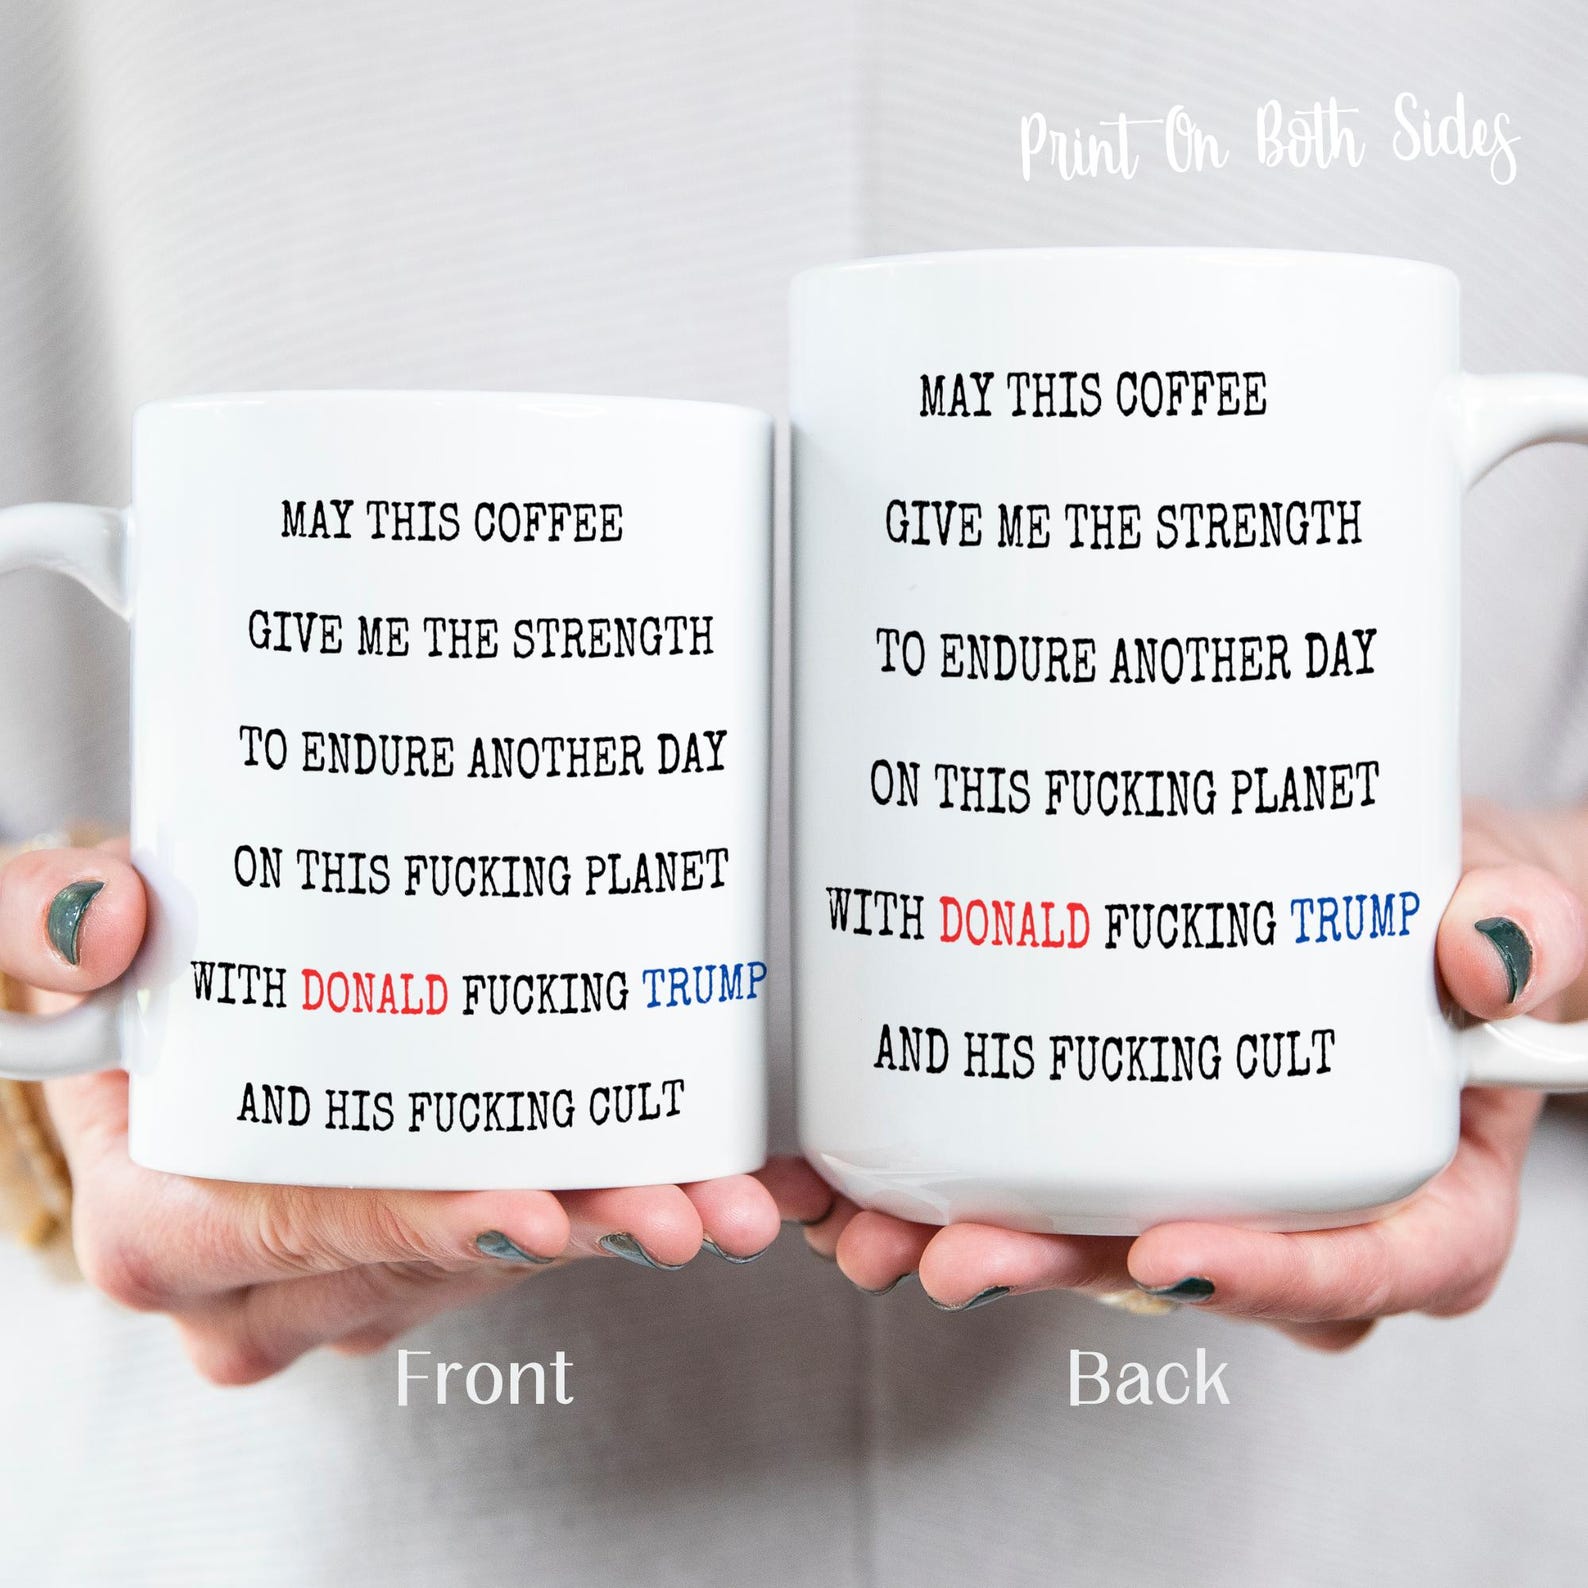 Print On Both Sides
MAY THIS COFFEE
GIVE ME THE STRENGTH
TO ENDURE ANOTHER DAY
ON THIS FUCKING PLANET
WITH DONALD FUCKING TRUMP
AND HIS FUCKING CULT
MAY THIS COFFEE
GIVE ME THE STRENGTH
TO ENDURE ANOTHER DAY
ON THIS FUCKING PLANET
WITH DONALD FUCKING TRUMP
AND HIS FUCKING CULT
Front
Back